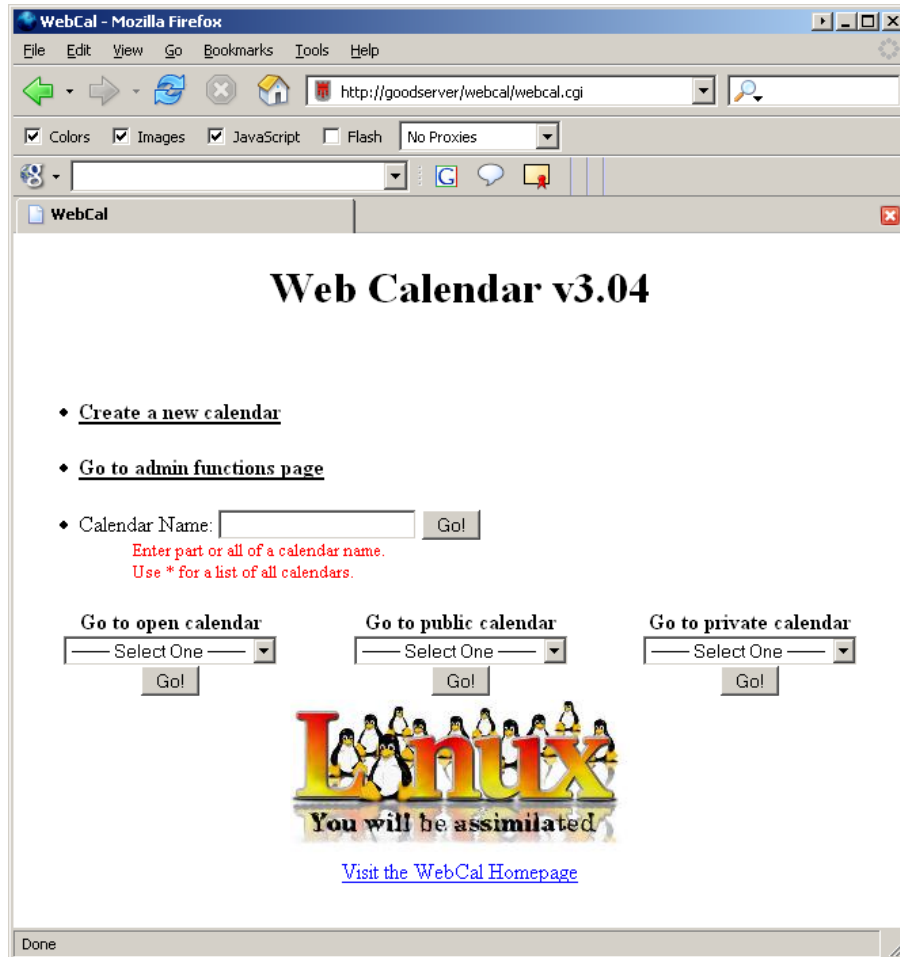 WebCal - Mozilla Firefox
File Edit View Go Bookmarks Tools Help
http://goodserver/webcal/webcal.cgi
Colors Images JavaScript Flash No Proxies
G
WebCal
Web Calendar v3.04
Create a new calendar
Go to admin functions page
Calendar Name: Go!
Enter part or all of a calendar name.
Use * for a list of all calendars.
Go to open calendar Go to public calendar Go to private calendar
—— Select One —— —— Select One —— —— Select One ——
Go! Go! Go!
Linux
You will be assimilated
Visit the WebCal Homepage
Done